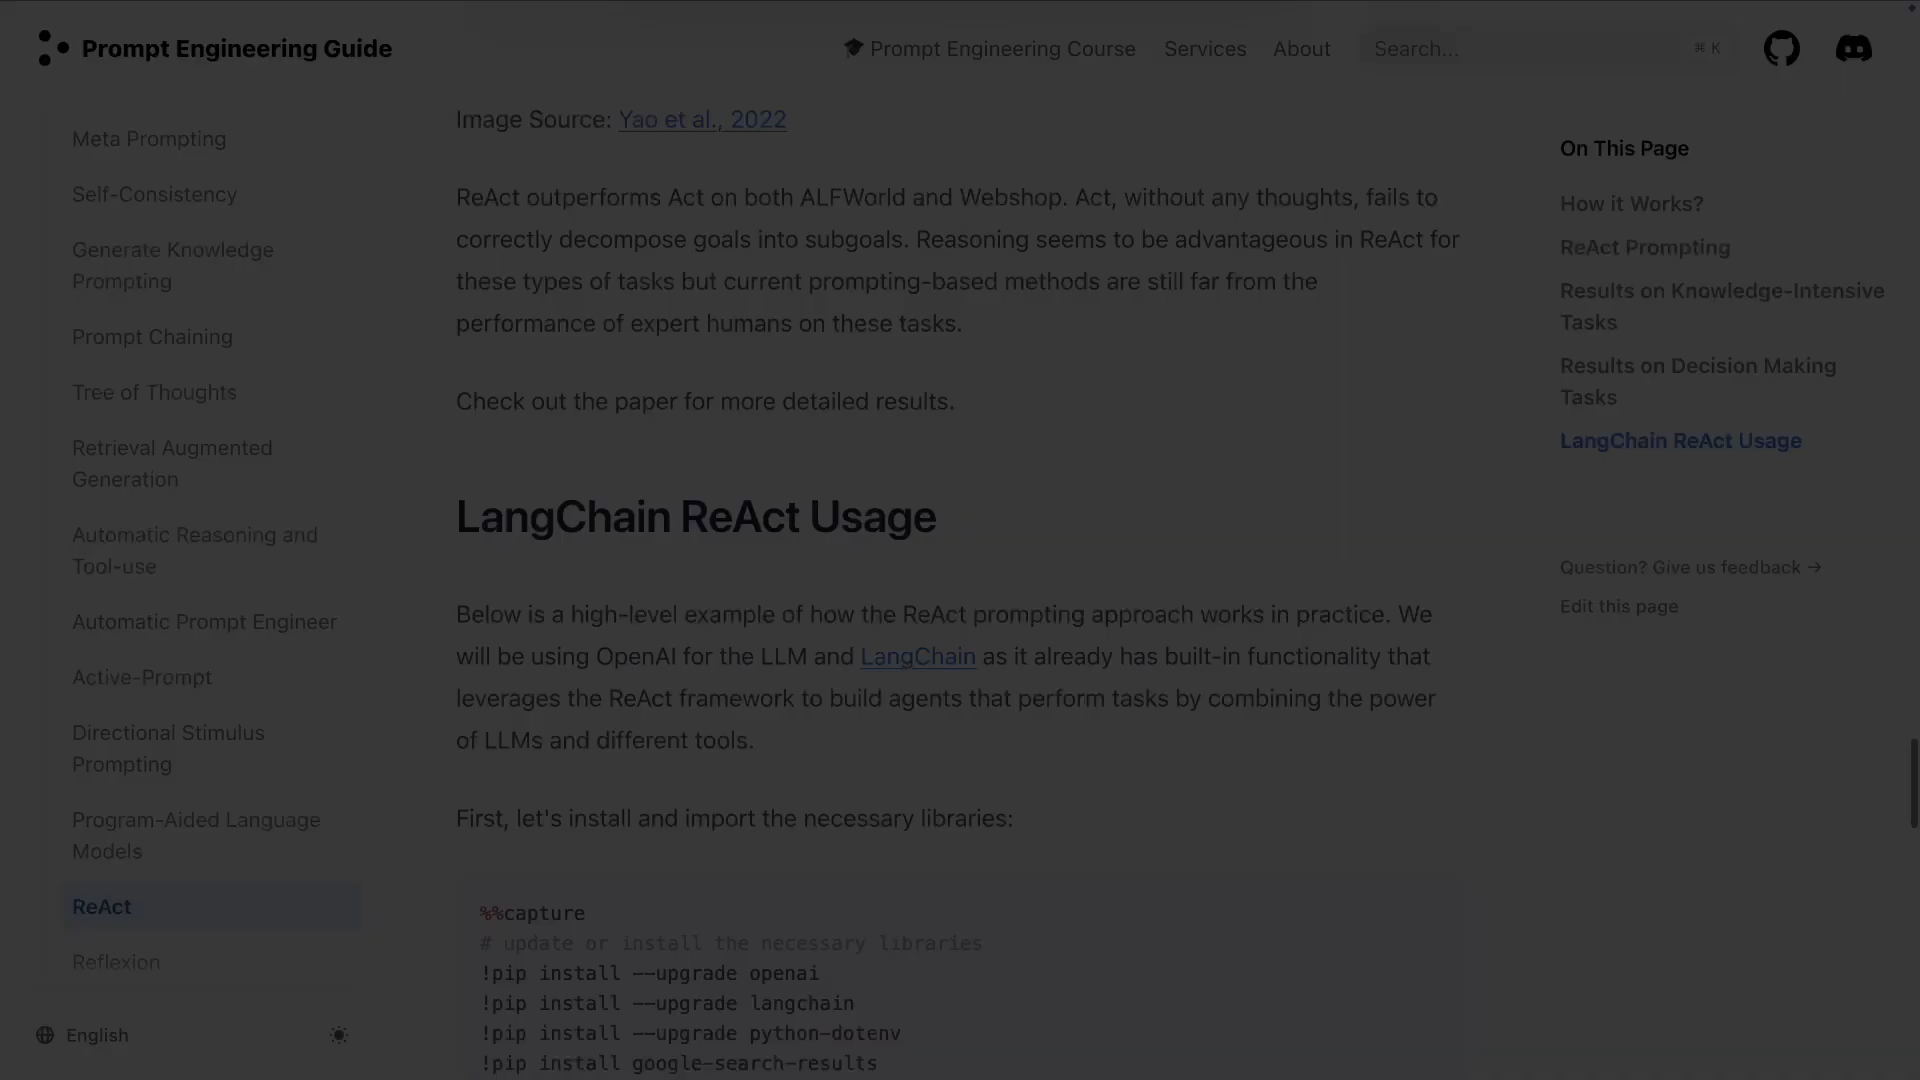 Prompt Engineering Guide
Prompt Engineering Course
Services
About
Search...
⌘ K
Meta Prompting
Self-Consistency
Generate Knowledge
Prompting
Prompt Chaining
Tree of Thoughts
Retrieval Augmented
Generation
Automatic Reasoning and
Tool-use
Automatic Prompt Engineer
Active-Prompt
Directional Stimulus
Prompting
Program-Aided Language
Models
ReAct
Reflexion
English
Image Source: Yao et al., 2022
ReAct outperforms Act on both ALFWorld and Webshop. Act, without any thoughts, fails to
correctly decompose goals into subgoals. Reasoning seems to be advantageous in ReAct for
these types of tasks but current prompting-based methods are still far from the
performance of expert humans on these tasks.
Check out the paper for more detailed results.
LangChain ReAct Usage
Below is a high-level example of how the ReAct prompting approach works in practice. We
will be using OpenAI for the LLM and LangChain as it already has built-in functionality that
leverages the ReAct framework to build agents that perform tasks by combining the power
of LLMs and different tools.
First, let's install and import the necessary libraries:
%%capture
# update or install the necessary libraries
!pip install --upgrade openai
!pip install --upgrade langchain
!pip install --upgrade python-dotenv
!pip install google-search-results
On This Page
How it Works?
ReAct Prompting
Results on Knowledge-Intensive
Tasks
Results on Decision Making
Tasks
LangChain ReAct Usage
Question? Give us feedback →
Edit this page